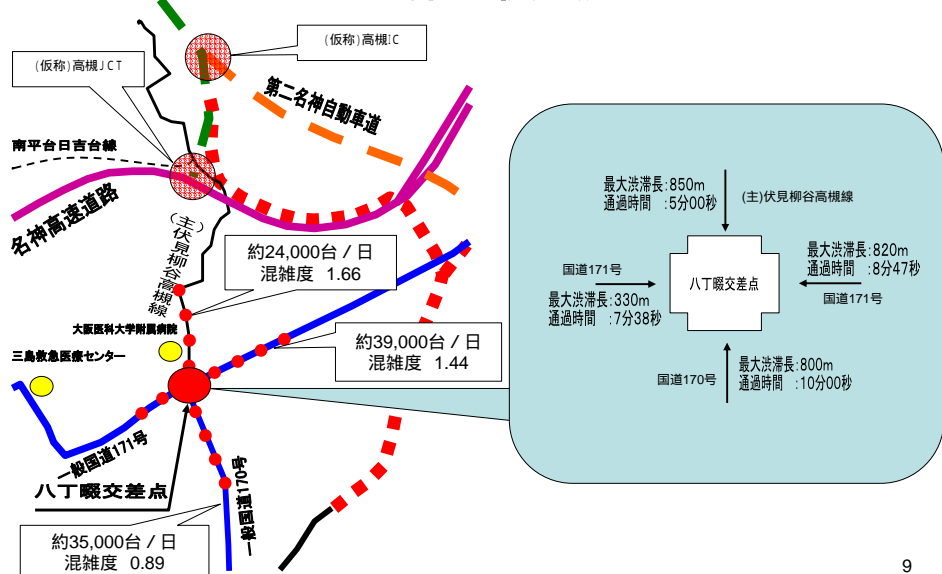 (仮称)高槻IC
(仮称)高槻JCT
第二名神自動車道
南平台日吉台線
名神高速道路
(主)伏見柳谷高槻線
約24,000台 / 日
混雑度 1.66
大阪医科大学附属病院
三島救急医療センター
約39,000台 / 日
混雑度 1.44
一般国道171号
八丁畷交差点
一般国道170号
約35,000台 / 日
混雑度 0.89
最大渋滞長:850m
通過時間 :5分00秒
(主)伏見柳谷高槻線
国道171号
最大渋滞長:330m
通過時間 :7分38秒
八丁畷交差点
最大渋滞長:820m
通過時間 :8分47秒
国道171号
国道170号
最大渋滞長:800m
通過時間 :10分00秒
9